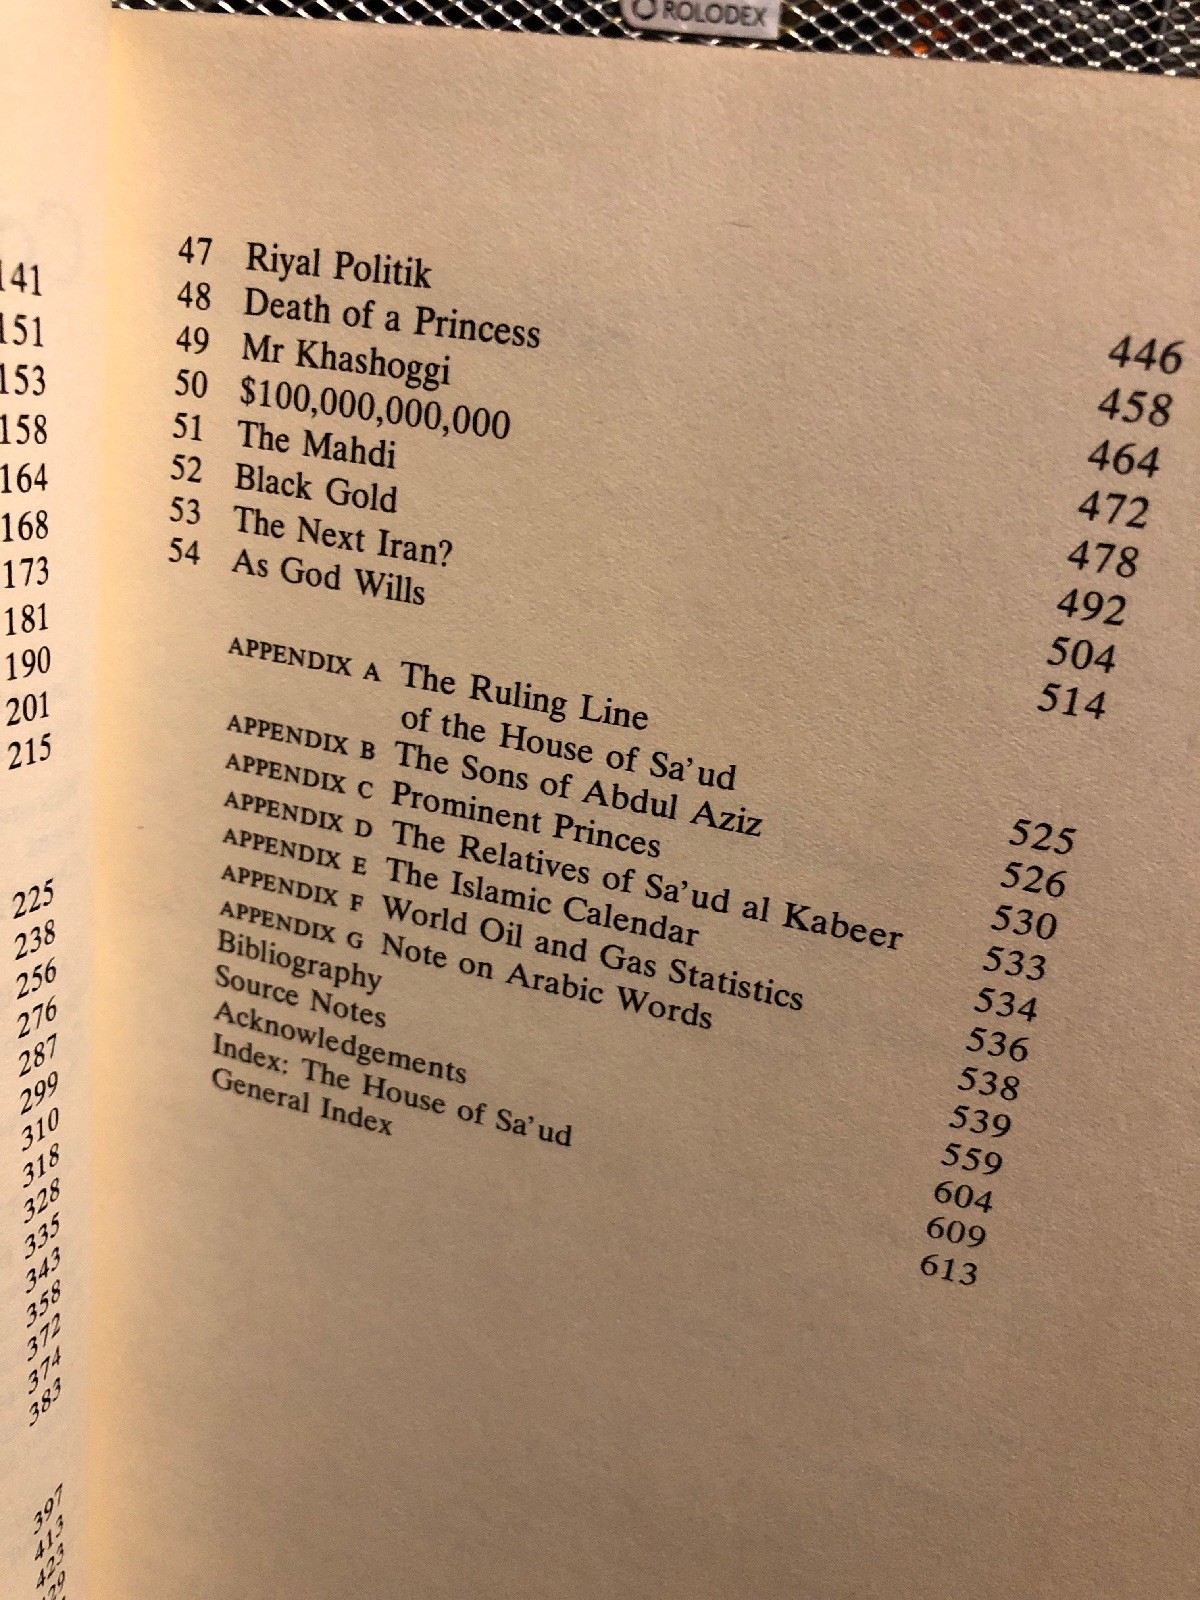 ROLODEX
141
151
153
158
164
168
173
181
190
201
215
225
238
256
276
287
299
310
318
328
335
343
358
372
374
383
397
413
423
47 Riyal Politik 446
48 Death of a Princess 458
49 Mr Khashoggi 464
50 $100,000,000,000 472
51 The Mahdi 478
52 Black Gold 492
53 The Next Iran? 504
54 As God Wills 514
APPENDIX A The Ruling Line
of the House of Sa'ud 525
APPENDIX B The Sons of Abdul Aziz 526
APPENDIX C Prominent Princes 530
APPENDIX D The Relatives of Sa'ud al Kabeer 533
APPENDIX E The Islamic Calendar 534
APPENDIX F World Oil and Gas Statistics 536
APPENDIX G Note on Arabic Words 538
Bibliography 539
Source Notes 559
Acknowledgements 604
Index: The House of Sa'ud 609
General Index 613